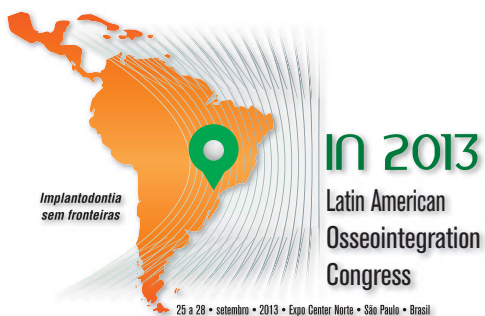 IN 2013
Latin American
Osseointegration
Congress
Implantodontia
sem fronteiras
25 a 28 • setembro • 2013 • Expo Center Norte • São Paulo • Brasil